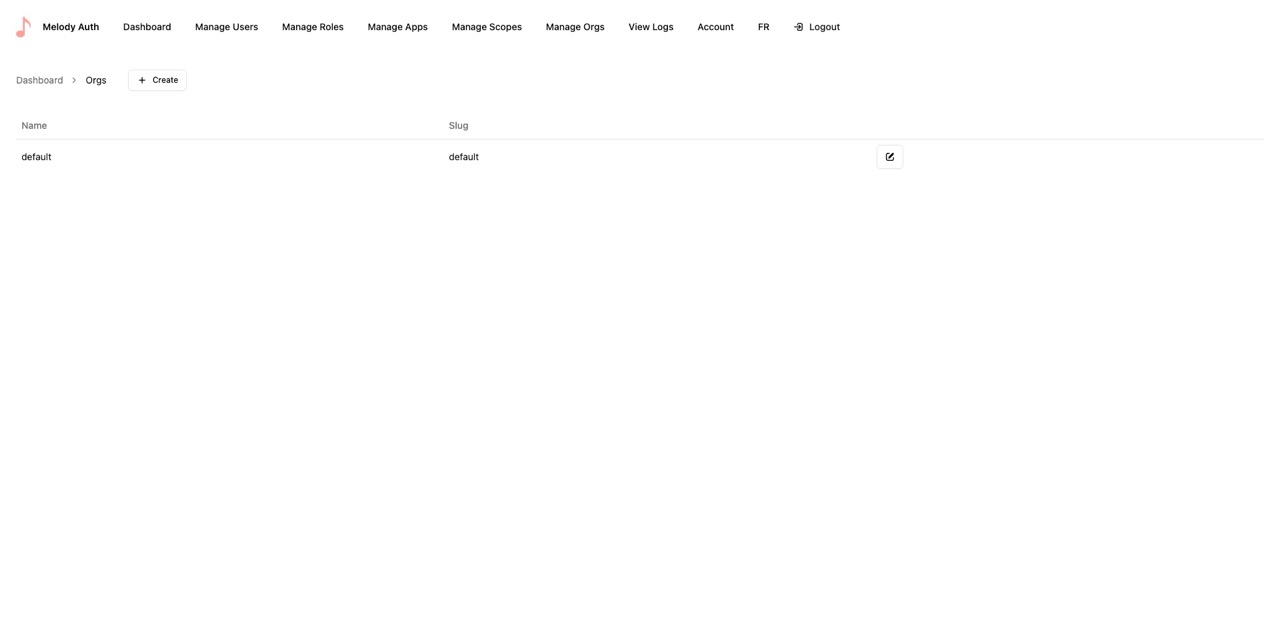 Melody Auth Dashboard Manage Users Manage Roles Manage Apps Manage Scopes Manage Orgs View Logs Account FR Logout
Dashboard Orgs Create
Name Slug
default default